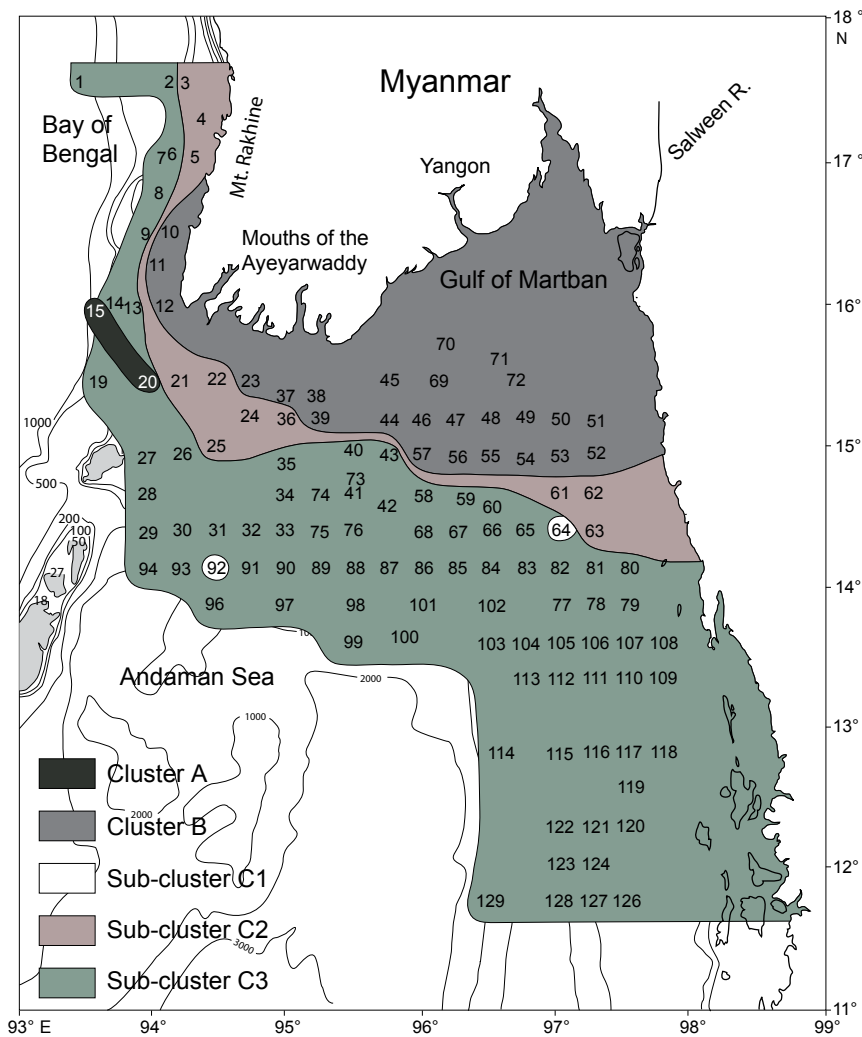 18 °
N
1 2 3
Myanmar
4
Salween R.
Bay of
Bengal
Mt. Rakhine
7 6 5
Yangon
17 °
8
9 10
Mouths of the
Ayeyarwaddy
11
Gulf of Martban
15 14 13 12
16°
70
71
19 20 21 22 23 45 69 72
37 38
1000
24 36 39 44 46 47 48 49 50 51
25
15°
27 26 35 40 43 57 56 55 54 53 52
500
73
28 34 74 41 42 58 59 60 61 62
200
100
50
29 30 31 32 33 75 76 68 67 66 65 64 63
27
94 93 92 91 90 89 88 87 86 85 84 83 82 81 80
14°
18
96 97 98 101 102 77 78 79
99 100 103 104 105 106 107 108
Andaman Sea
2000
113 112 111 110 109
1000
13°
114 115 116 117 118
Cluster A
119
2000
Cluster B
122 121 120
Sub-cluster C1
123 124
12°
129 128 127 126
Sub-cluster C2
3000
Sub-cluster C3
11°
93° E 94° 95° 96° 97° 98° 99°